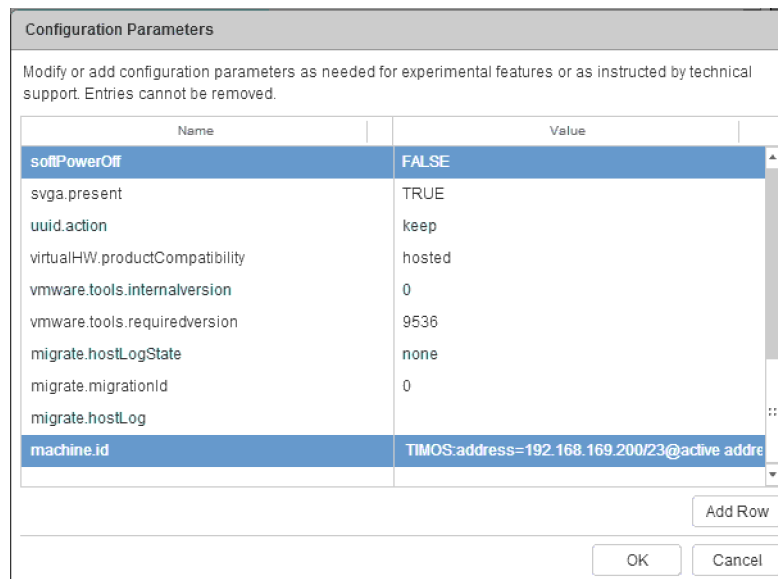 Configuration Parameters
Modify or add configuration parameters as needed for experimental features or as instructed by technical
support. Entries cannot be removed.
Name Value
softPowerOff FALSE
svga.present TRUE
uuid.action keep
virtualHW.productCompatibility hosted
vmware.tools.internalversion 0
vmware.tools.requiredversion 9536
migrate.hostLogState none
migrate.migrationId 0
migrate.hostLog
machine.id TIMOS:address=192.168.169.200/23@active addre
Add Row
OK Cancel